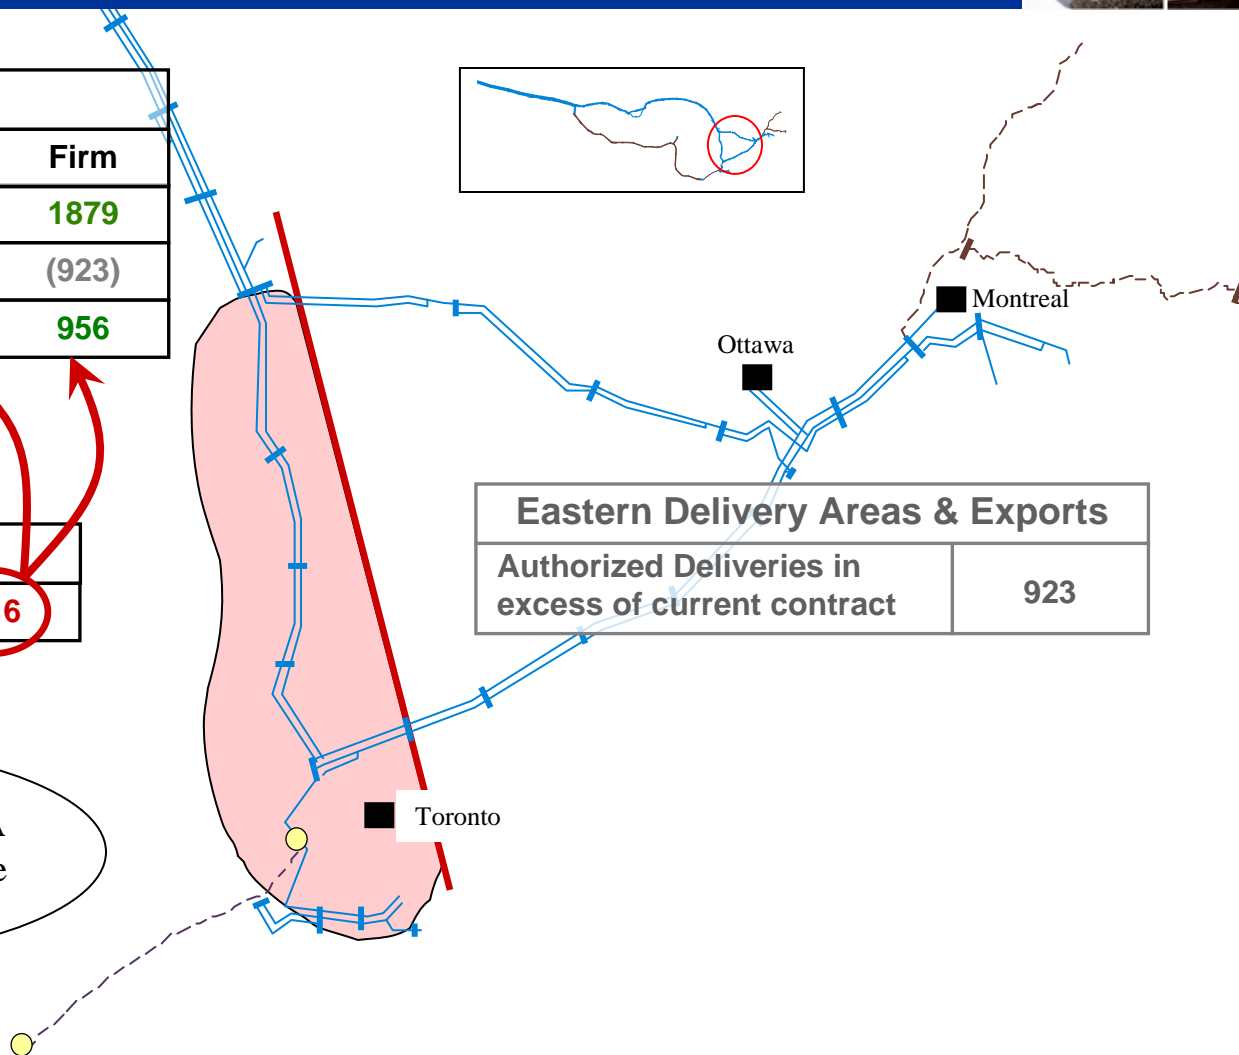 Firm
1879
(923)
956
Montreal
Ottawa
Eastern Delivery Areas & Exports
Authorized Deliveries in
excess of current contract
923
6
Toronto
A
e